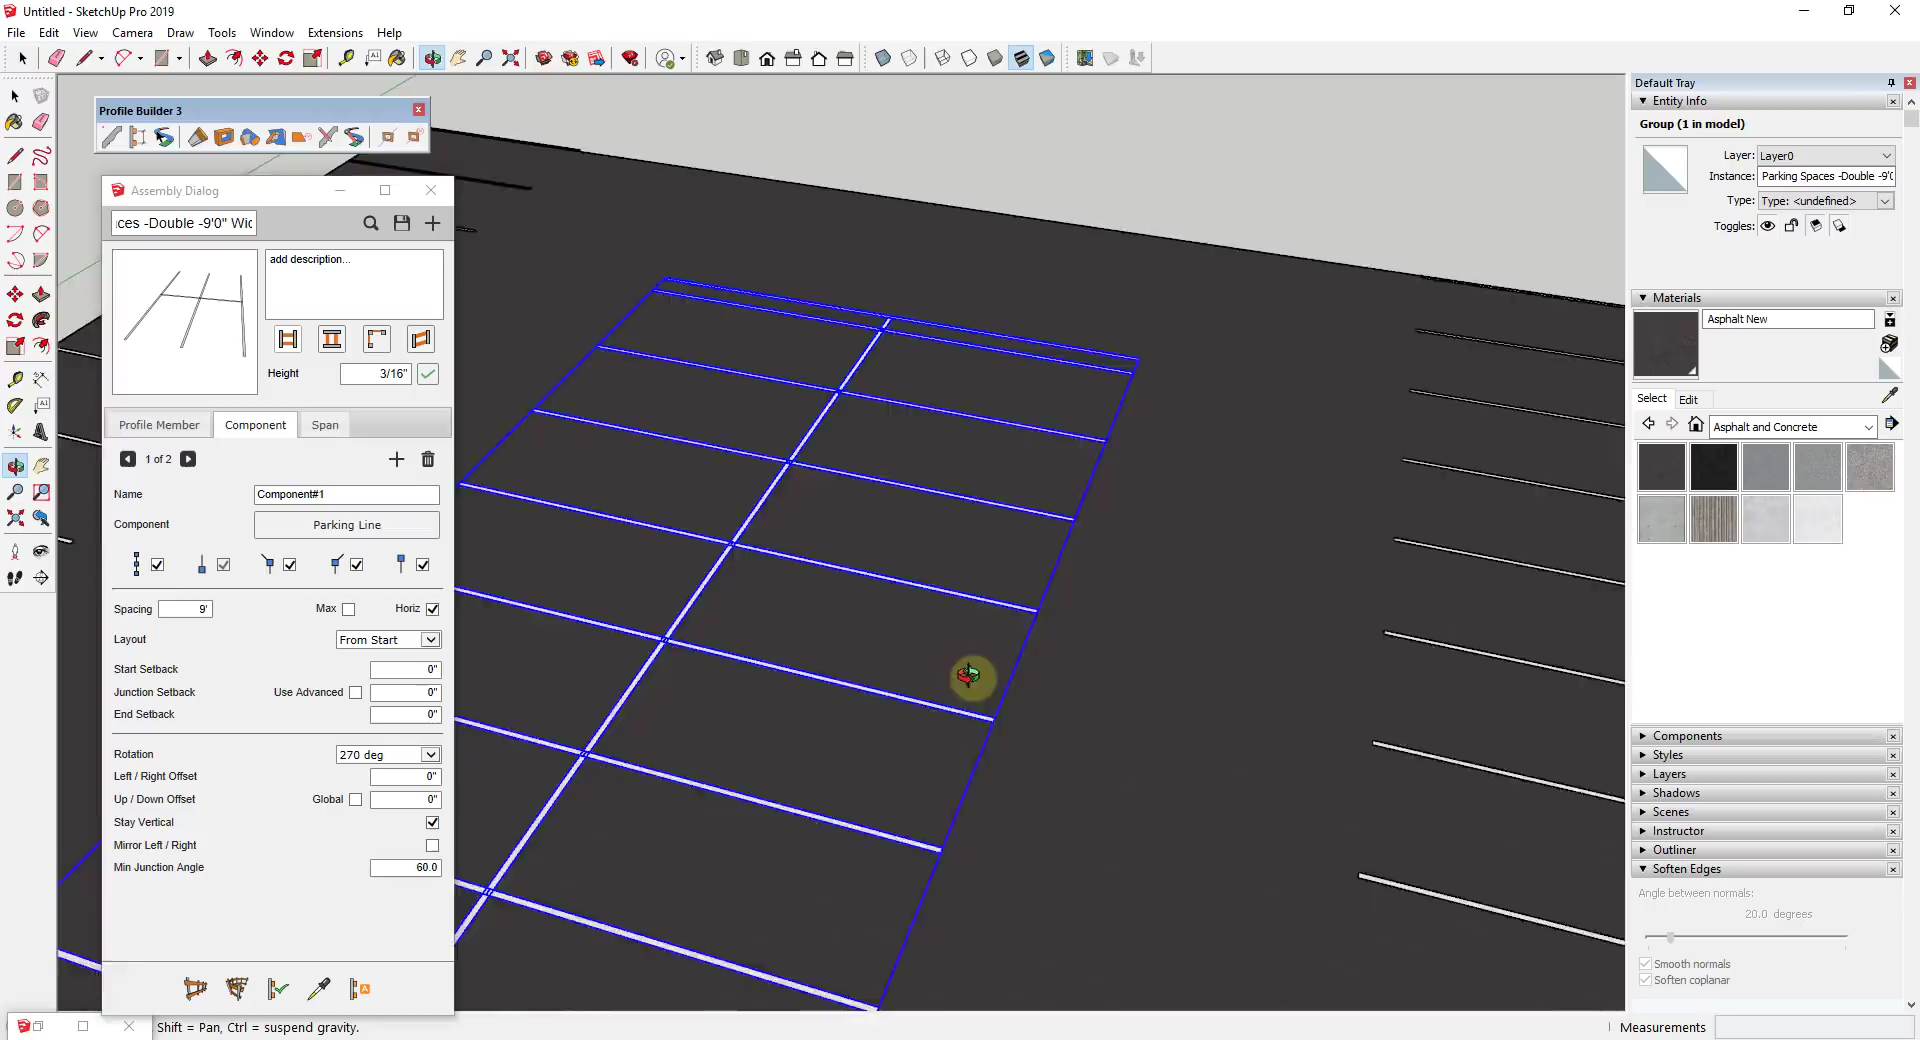 Untitled - SketchUp Pro 2019
File Edit View Camera Draw Tools Window Extensions Help
Profile Builder 3
Assembly Dialog
ces -Double -9'0" Wid
add description...
Height 3/16"
Profile Member Component Span
1 of 2
Name Component#1
Component Parking Line
Spacing 9' Max Horiz
Layout From Start
Start Setback 0"
Junction Setback Use Advanced 0"
End Setback 0"
Rotation 270 deg
Left / Right Offset 0"
Up / Down Offset Global 0"
Stay Vertical
Mirror Left / Right
Min Junction Angle 60.0
Default Tray
Entity Info
Group (1 in model)
Layer: Layer0
Instance: Parking Spaces -Double -9'0
Type: Type: <undefined>
Toggles:
Materials
Asphalt New
Select Edit
Asphalt and Concrete
Components
Styles
Layers
Shadows
Scenes
Instructor
Outliner
Soften Edges
Angle between normals:
20.0 degrees
Smooth normals
Soften coplanar
Shift = Pan, Ctrl = suspend gravity.
Measurements